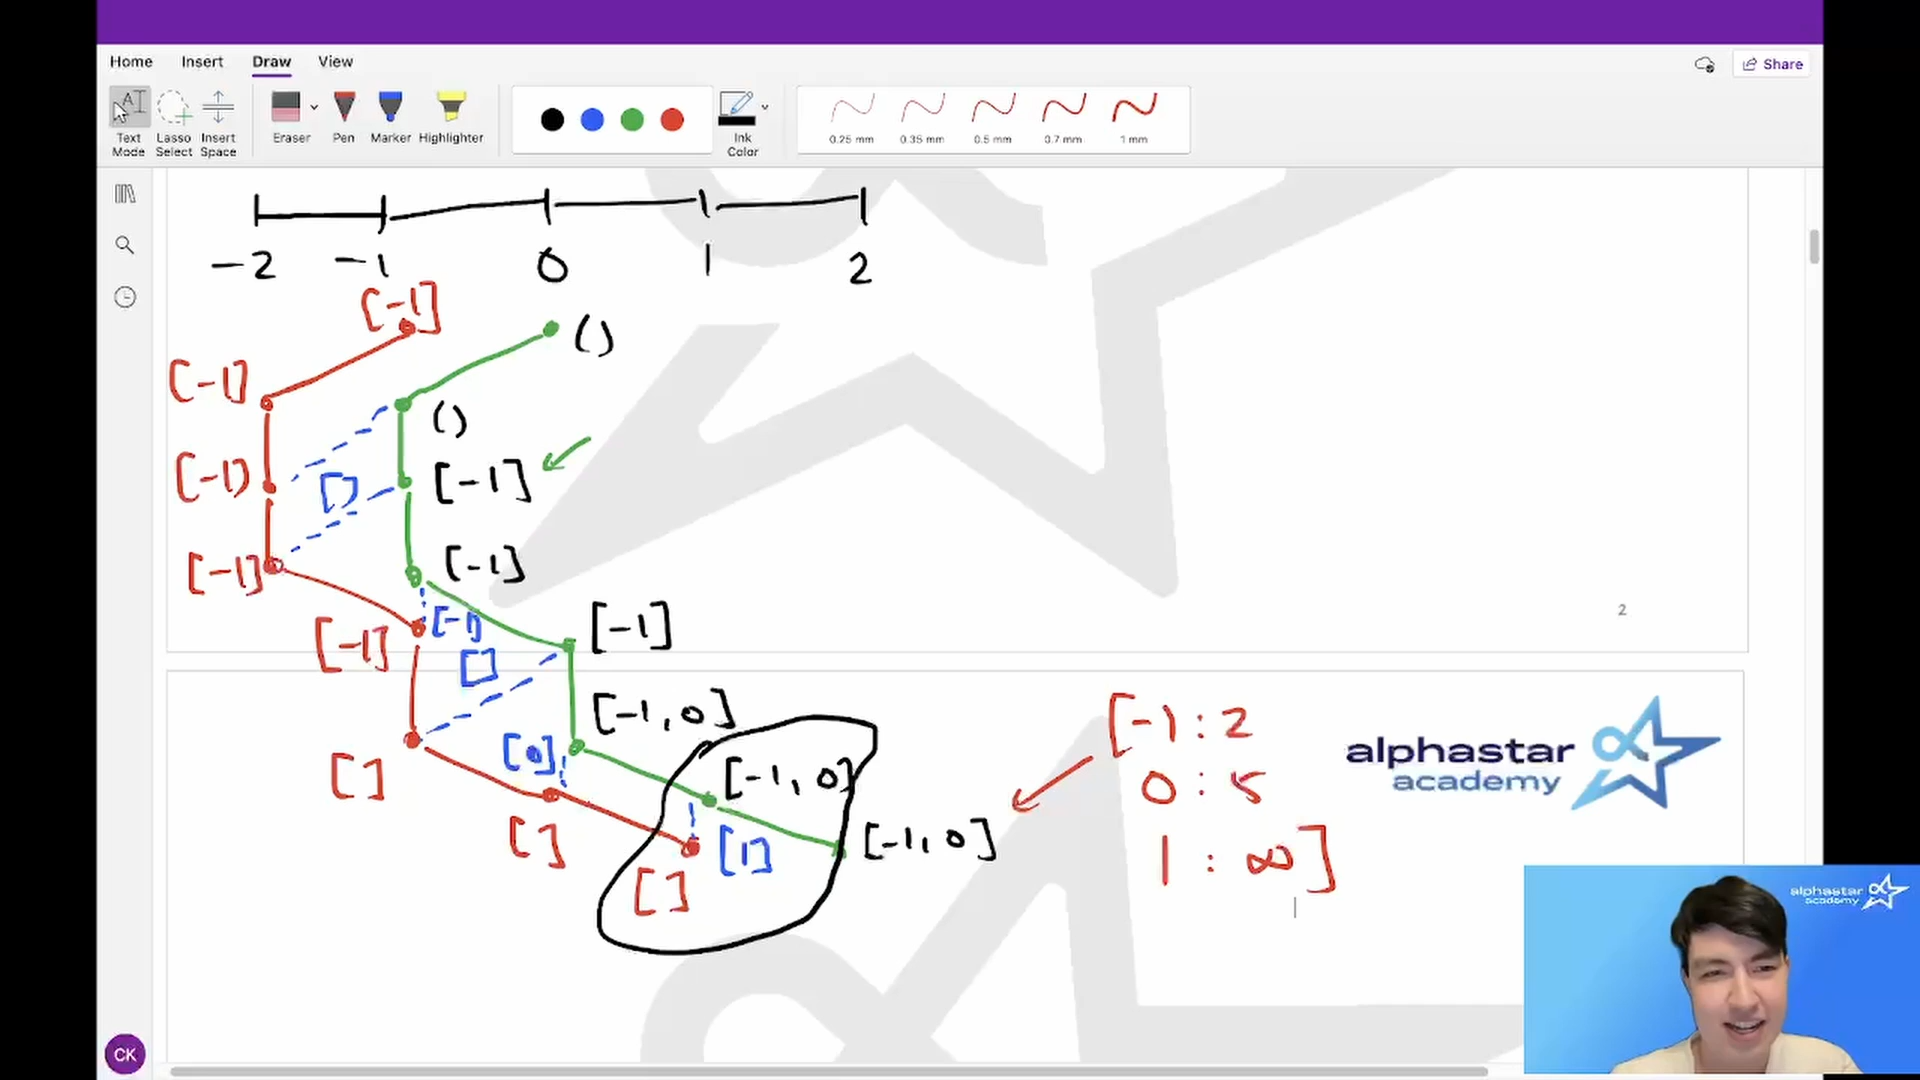 Home Insert Draw View
Share
Text Mode
Lasso Select
Insert Space
Eraser
Pen
Marker
Highlighter
Ink Color
0.25 mm
0.35 mm
0.5 mm
0.7 mm
1 mm
-2 -1 0 1 2
[-1]
()
[-1]
()
[-1]
[]
[-1]
[-1]
[-1]
[-1]
[-1]
[-1]
[]
2
[-1, 0]
[]
[0]
[-1, 0]
[]
[1]
[-1, 0]
[]
[-1 : 2
0 : 5
1 : ∞]
alphastar
academy
alphastar
academy
CK